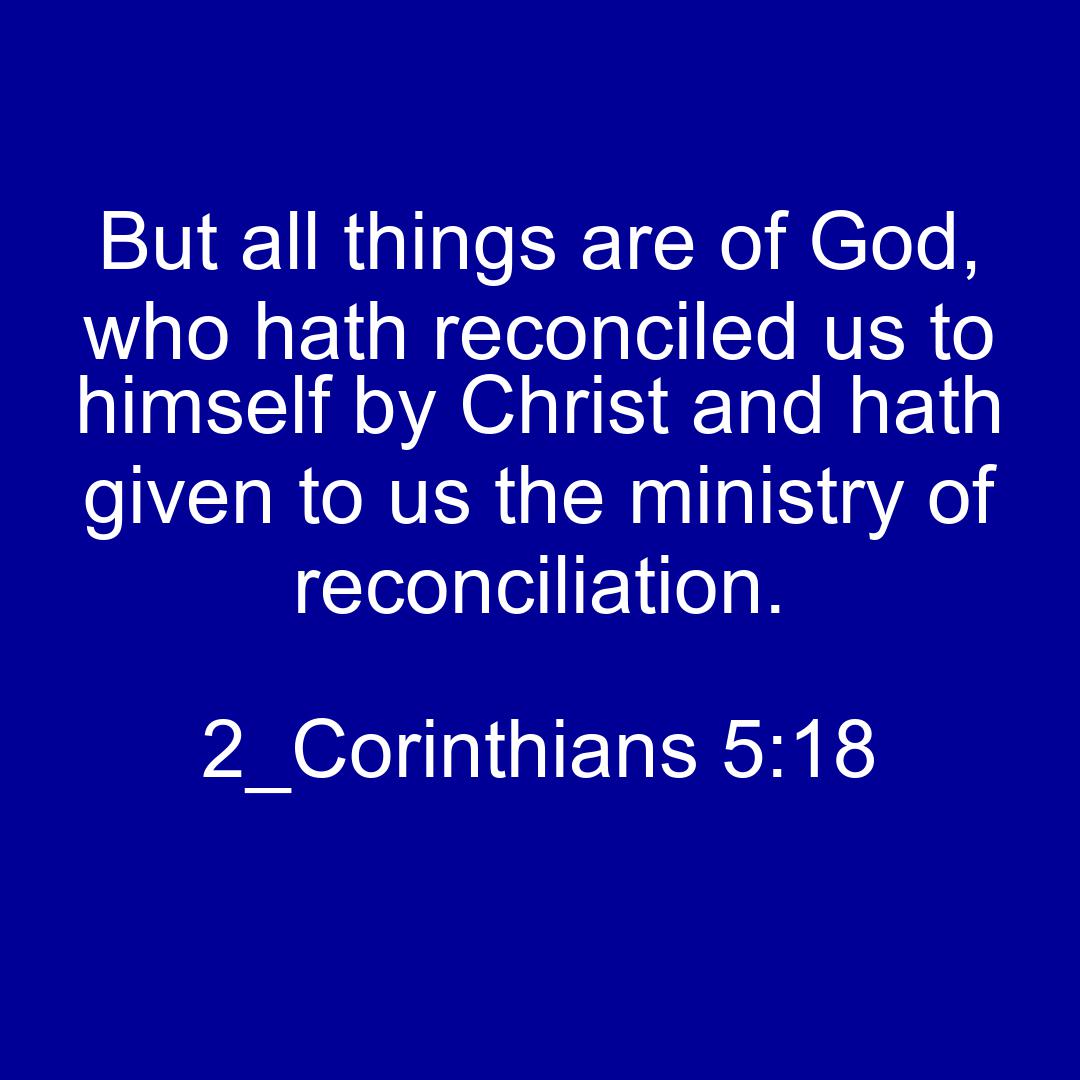 But all things are of God,
who hath reconciled us to
himself by Christ and hath
given to us the ministry of
reconciliation.
2_Corinthians 5:18